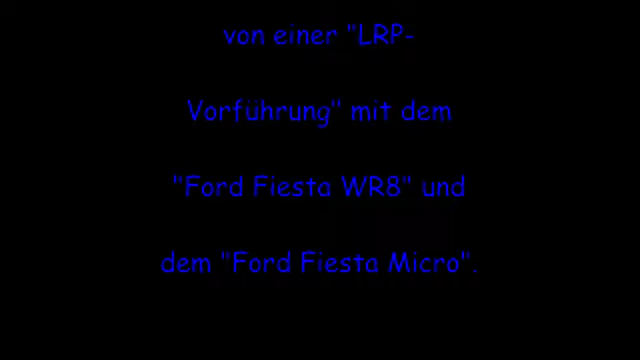 von einer "LRP-
Vorführung" mit dem
"Ford Fiesta WR8" und
dem "Ford Fiesta Micro".